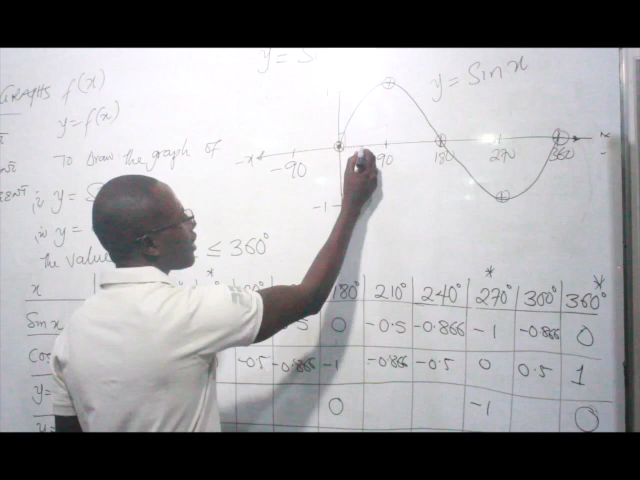 y = S
GRAPHS f(x)
y = f(x)
y = Sin x
To draw the graph of
-x
-90
90
180
270
360
-1
i, y = S
ii, y =
the value ≤ 360°
x 180° 210° 240° 270°* 300° 360°*
Sin x 0 -0.5 -0.866 -1 -0.866 0
Cos -0.5 -0.866 -1 -0.866 -0.5 0 0.5 1
y= 0 -1 0